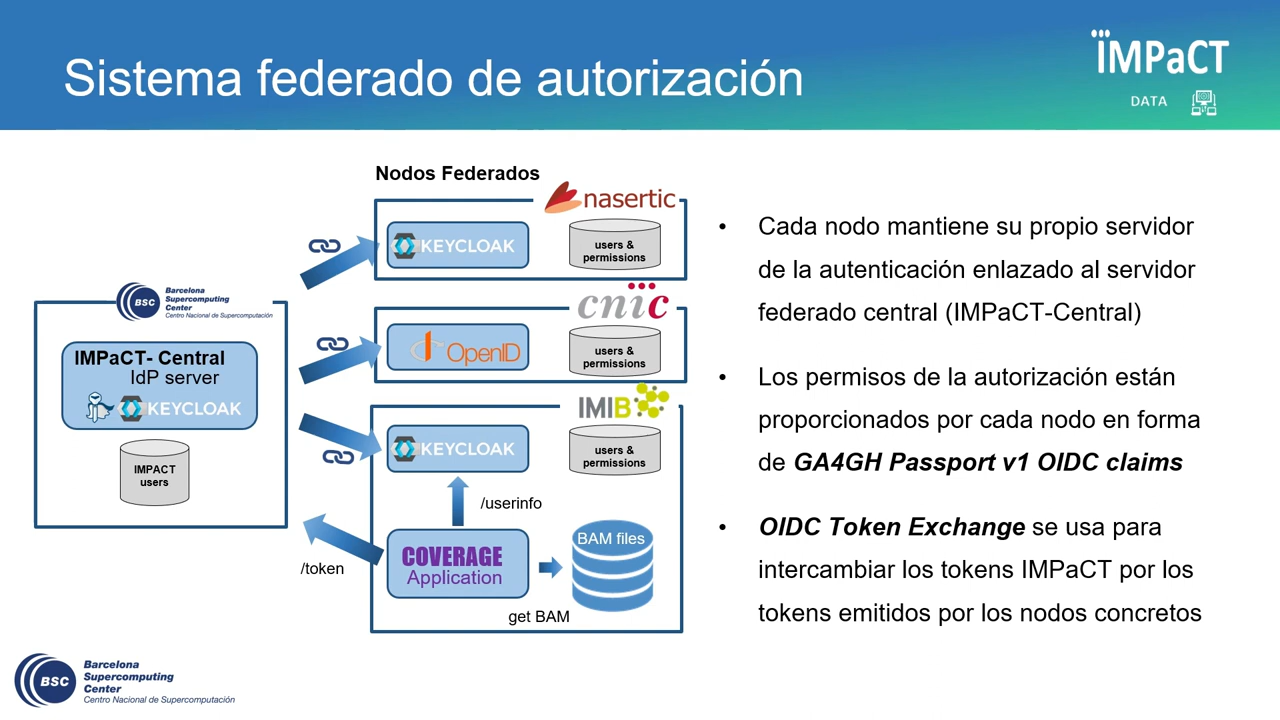 Sistema federado de autorización
IMPaCT
DATA
Nodos Federados
nasertic
KEYCLOAK
users &
permissions
BSC
Barcelona
Supercomputing
Center
Centro Nacional de Supercomputación
cnic
OpenID
users &
permissions
IMPaCT- Central
IdP server
KEYCLOAK
IMPACT
users
IMIB
KEYCLOAK
users &
permissions
/userinfo
/token
COVERAGE
Application
BAM files
get BAM
• Cada nodo mantiene su propio servidor
de la autenticación enlazado al servidor
federado central (IMPaCT-Central)
• Los permisos de la autorización están
proporcionados por cada nodo en forma
de GA4GH Passport v1 OIDC claims
• OIDC Token Exchange se usa para
intercambiar los tokens IMPaCT por los
tokens emitidos por los nodos concretos
BSC
Barcelona
Supercomputing
Center
Centro Nacional de Supercomputación